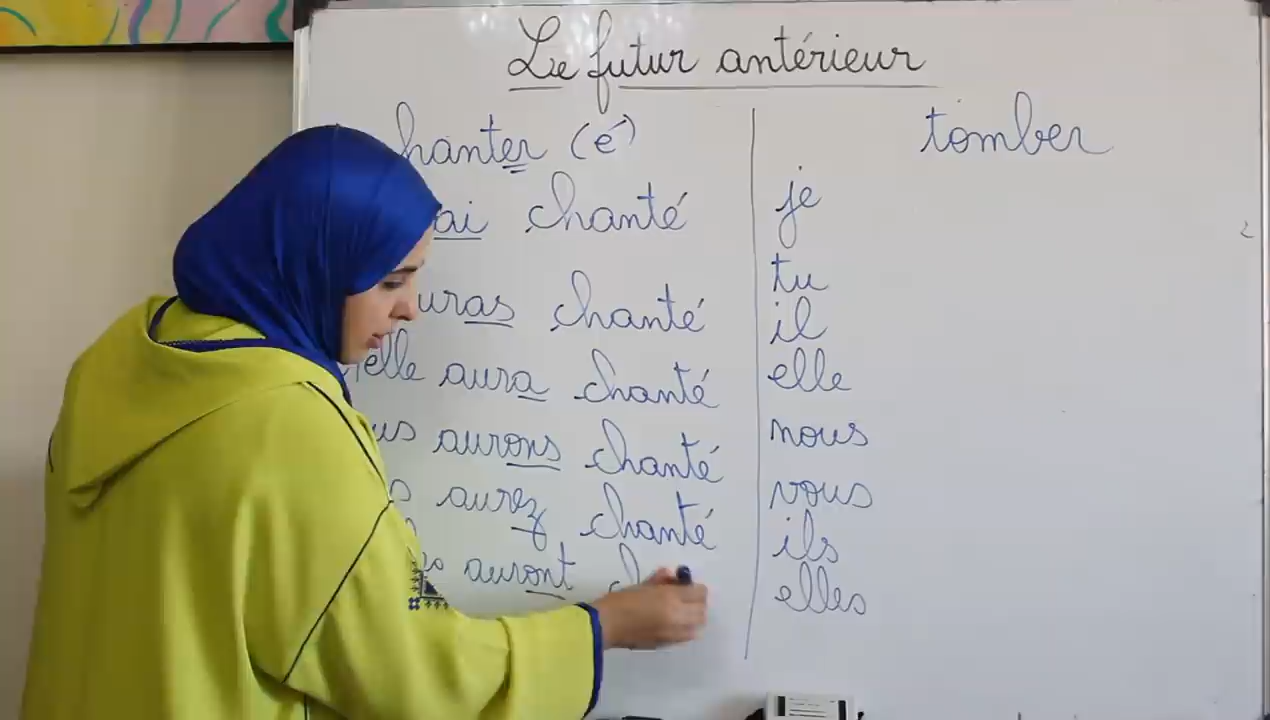 Le futur antérieur
hanter (é)
ai chanté
uras chanté
elle aura chanté
us aurons chanté
s aurez chanté
auront
tomber
je
tu
il
elle
nous
vous
ils
elles